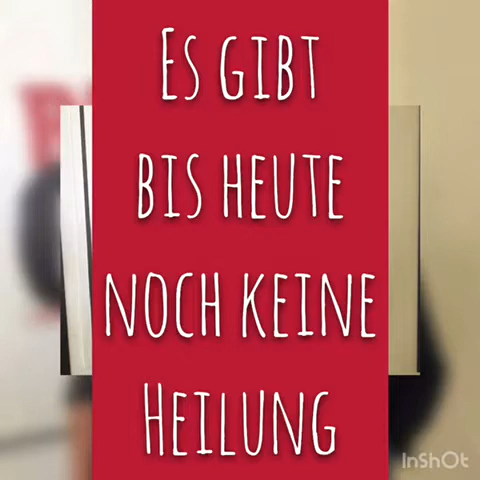 Es gibt
bis heute
noch keine
Heilung
InShOt